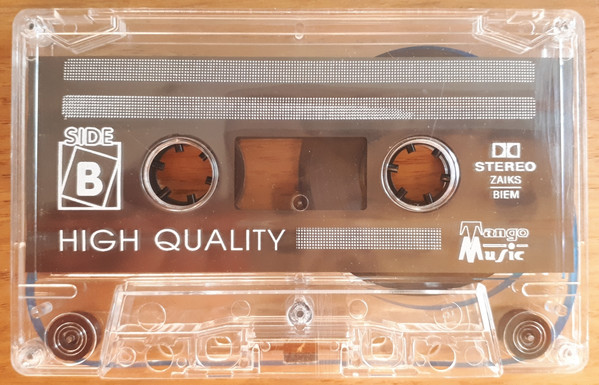 SIDE
B
STEREO
ZAIKS
BIEM
HIGH QUALITY
Tango
Music